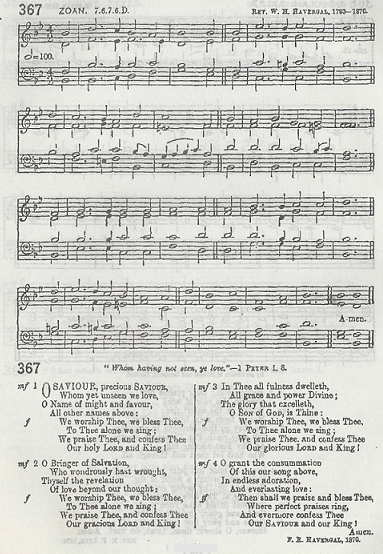 367 ZOAN. 7.6.7.6.D. REV. W. H. HAVERGAL, 1793–1870.
=100.
A-men.
367 "Whom having not seen, ye love."—1 PETER 1. 8.
mf 1 O SAVIOUR, precious SAVIOUR,
Whom yet unseen we love,
O Name of might and favour,
All other names above:
f We worship Thee, we bless Thee,
To Thee alone we sing;
We praise Thee, and confess Thee
Our holy LORD and KING!
mf 2 O Bringer of Salvation,
Who wondrously hast wrought,
Thyself the revelation
Of love beyond our thought:
f We worship Thee, we bless Thee,
To Thee alone we sing;
We praise Thee, and confess Thee
Our gracious LORD and KING!
mf 3 In Thee all fulness dwelleth,
All grace and power Divine;
The glory that excelleth,
O SON of GOD, is Thine:
f We worship Thee, we bless Thee,
To Thee alone we sing;
We praise Thee, and confess Thee
Our glorious LORD and KING!
mf 4 O grant the consummation
Of this our song above,
In endless adoration,
And everlasting love:
ff Then shall we praise and bless Thee,
Where perfect praises ring,
And evermore confess Thee
Our SAVIOUR and our KING!
Amen.
F. R. HAVERGAL, 1870.